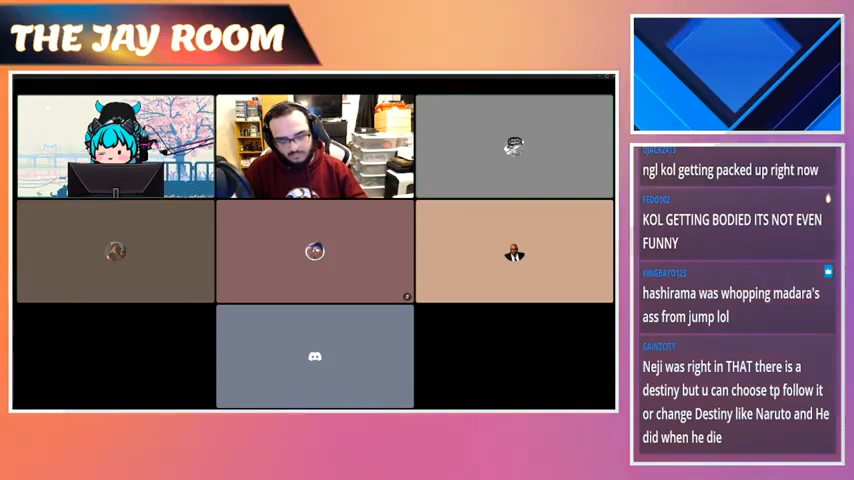 THE JAY ROOM
ngl kol getting packed up right now
FEDO102
KOL GETTING BODIED ITS NOT EVEN
FUNNY
KINGBAYO123
hashirama was whopping madara's
ass from jump lol
GAINZCITY
Neji was right in THAT there is a
destiny but u can choose tp follow it
or change Destiny like Naruto and He
did when he die